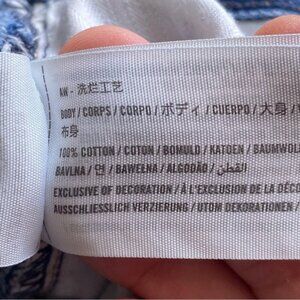 NW - 洗烂工艺
BODY / CORPS / CORPO / ボディ / CUERPO / 大身 /
布身
100% COTTON / COTON / BOMULD / KATOEN / BAUMWOL
BAVLNA / 면 / BAWEŁNA / ALGODÃO / القطن /
EXCLUSIVE OF DECORATION / À L'EXCLUSION DE LA DÉCO
AUSSCHLIESSLICH VERZIERUNG / UTOM DEKORATIONEN /